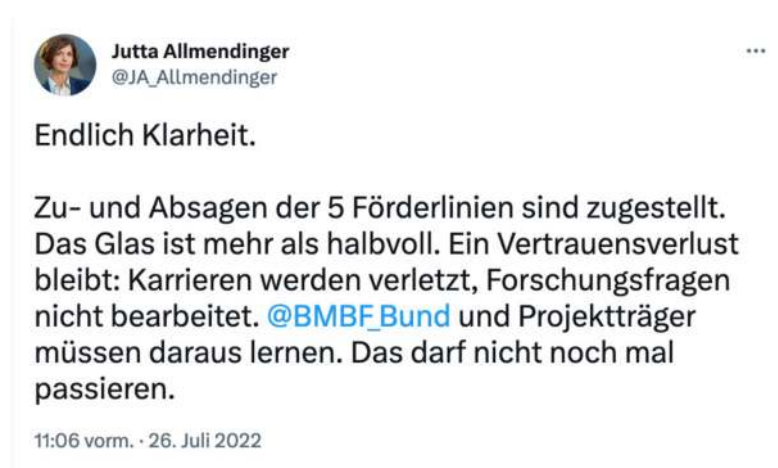 Jutta Allmendinger
@JA_Allmendinger
Endlich Klarheit.
Zu- und Absagen der 5 Förderlinien sind zugestellt.
Das Glas ist mehr als halbvoll. Ein Vertrauensverlust
bleibt: Karrieren werden verletzt, Forschungsfragen
nicht bearbeitet. @BMBF_Bund und Projektträger
müssen daraus lernen. Das darf nicht noch mal
passieren.
11:06 vorm. · 26. Juli 2022